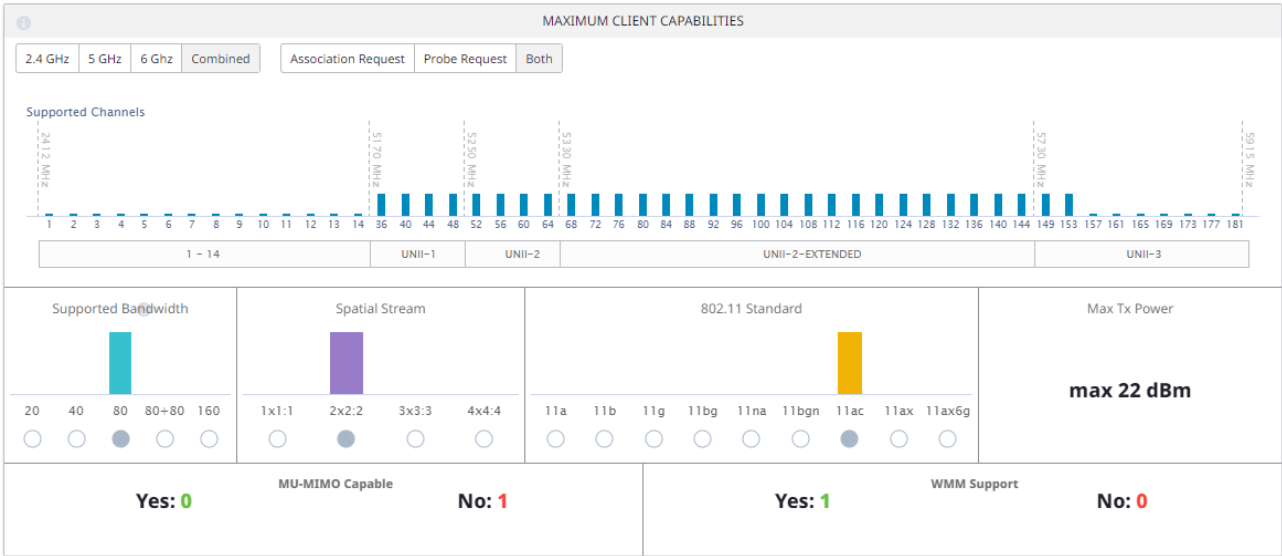 MAXIMUM CLIENT CAPABILITIES
2.4 GHz 5 GHz 6 Ghz Combined Association Request Probe Request Both
Supported Channels
2412 MHz 5170 MHz 5250 MHz 5330 MHz 5730 MHz 5915 MHz
1 2 3 4 5 6 7 8 9 10 11 12 13 14 36 40 44 48 52 56 60 64 68 72 76 80 84 88 92 96 100 104 108 112 116 120 124 128 132 136 140 144 149 153 157 161 165 169 173 177 181
1 - 14 UNII-1 UNII-2 UNII-2-EXTENDED UNII-3
Supported Bandwidth Spatial Stream 802.11 Standard Max Tx Power
max 22 dBm
20 40 80 80+80 160 1x1:1 2x2:2 3x3:3 4x4:4 11a 11b 11g 11bg 11na 11bgn 11ac 11ax 11ax6g
MU-MIMO Capable WMM Support
Yes: 0 No: 1 Yes: 1 No: 0